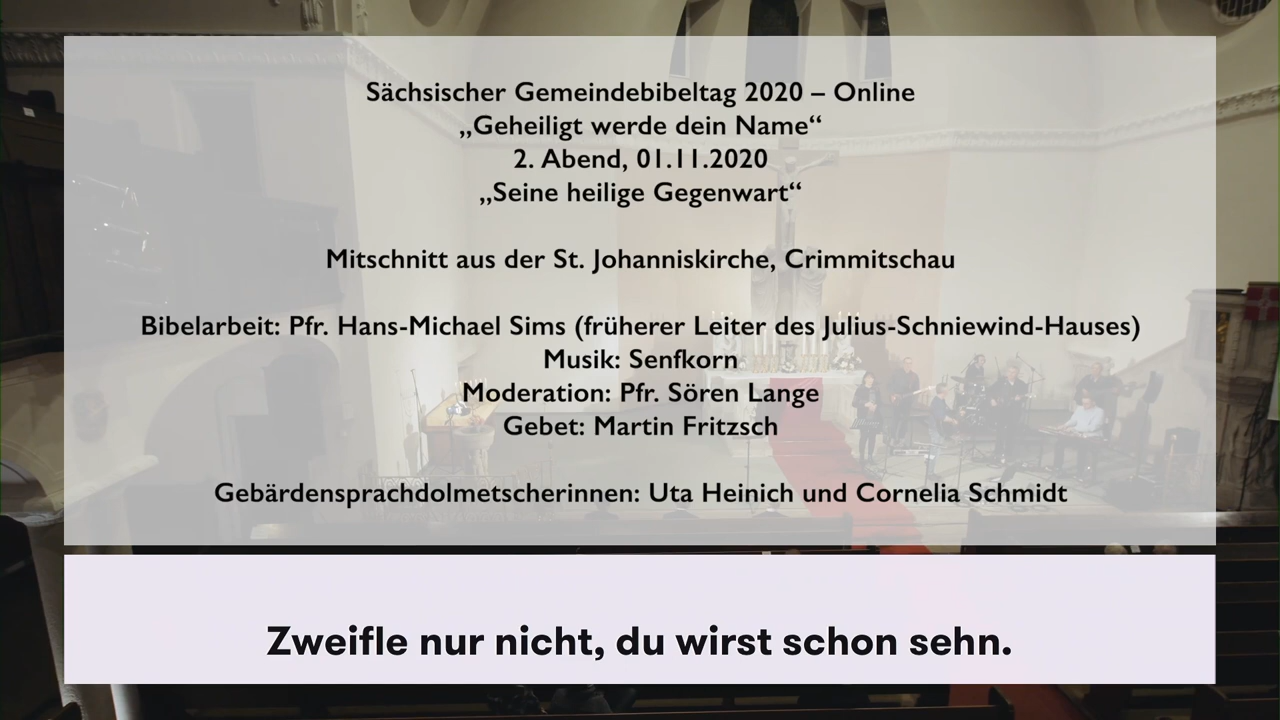 Sächsischer Gemeindebibeltag 2020 – Online
„Geheiligt werde dein Name“
2. Abend, 01.11.2020
„Seine heilige Gegenwart“
Mitschnitt aus der St. Johanniskirche, Crimmitschau
Bibelarbeit: Pfr. Hans-Michael Sims (früherer Leiter des Julius-Schniewind-Hauses)
Musik: Senfkorn
Moderation: Pfr. Sören Lange
Gebet: Martin Fritzsch
Gebärdensprachdolmetscherinnen: Uta Heinich und Cornelia Schmidt
Zweifle nur nicht, du wirst schon sehn.